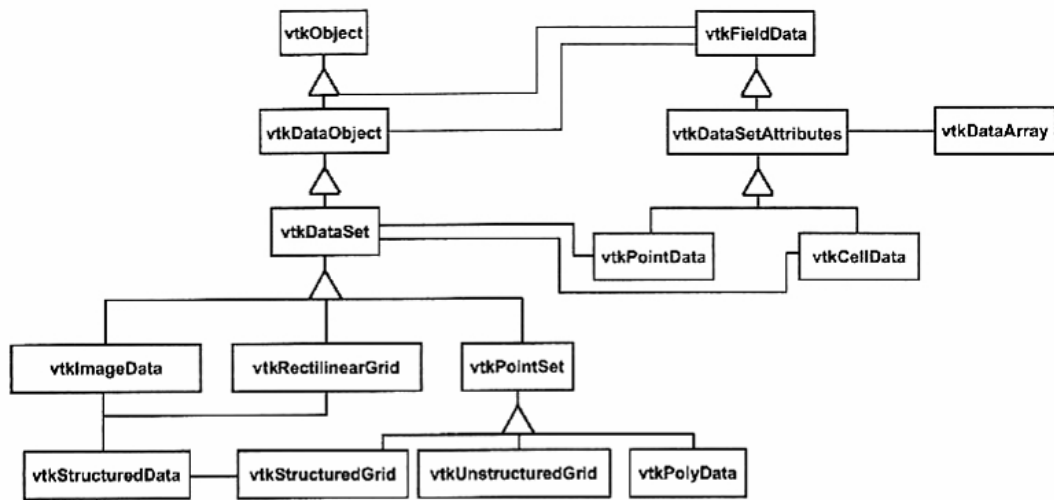 vtkObject
vtkFieldData
vtkDataObject
vtkDataSetAttributes
vtkDataArray
vtkDataSet
vtkPointData
vtkCellData
vtkImageData
vtkRectilinearGrid
vtkPointSet
vtkStructuredData
vtkStructuredGrid
vtkUnstructuredGrid
vtkPolyData